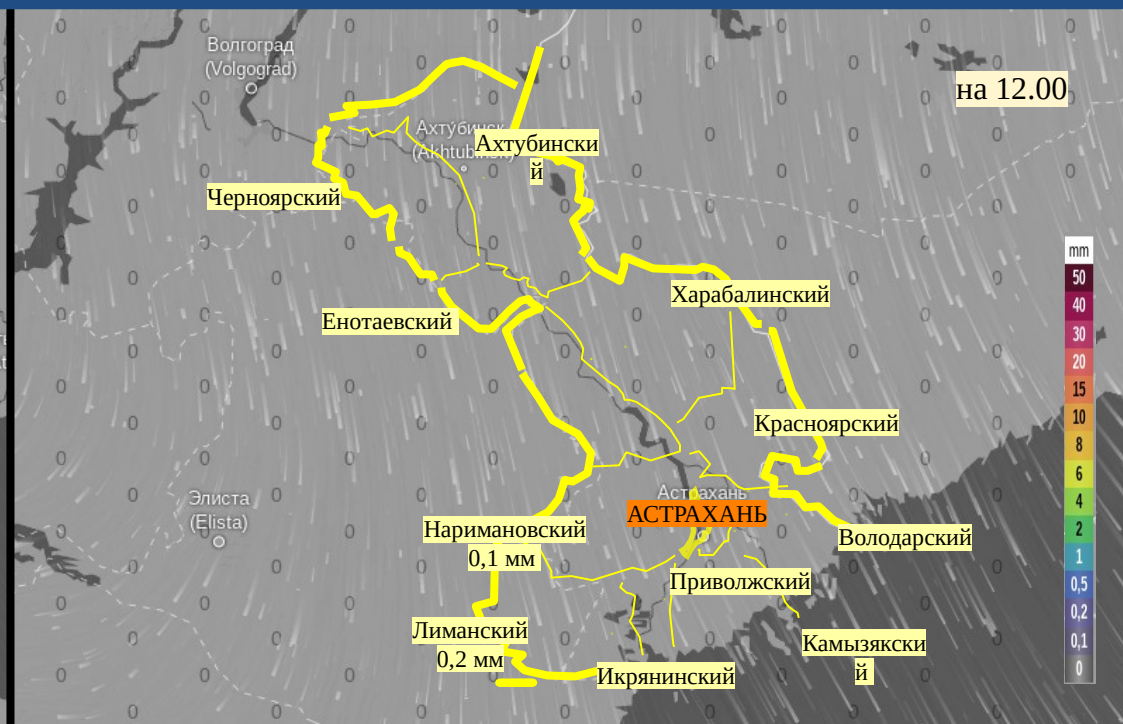 Волгоград
(Volgograd)
на 12.00
Ахту́бинск
(Akhtubinsk)
Ахтубински
й
Черноярский
mm
50
40
30
20
15
10
8
6
4
2
1
0,5
0,2
0,1
0
Харабалинский
Енотаевский
Красноярский
Элиста
(Elista)
Астрахань
АСТРАХАНЬ
Наримановский
0,1 мм
Володарский
Приволжский
Лиманский
0,2 мм
Камызякски
й
Икрянинский